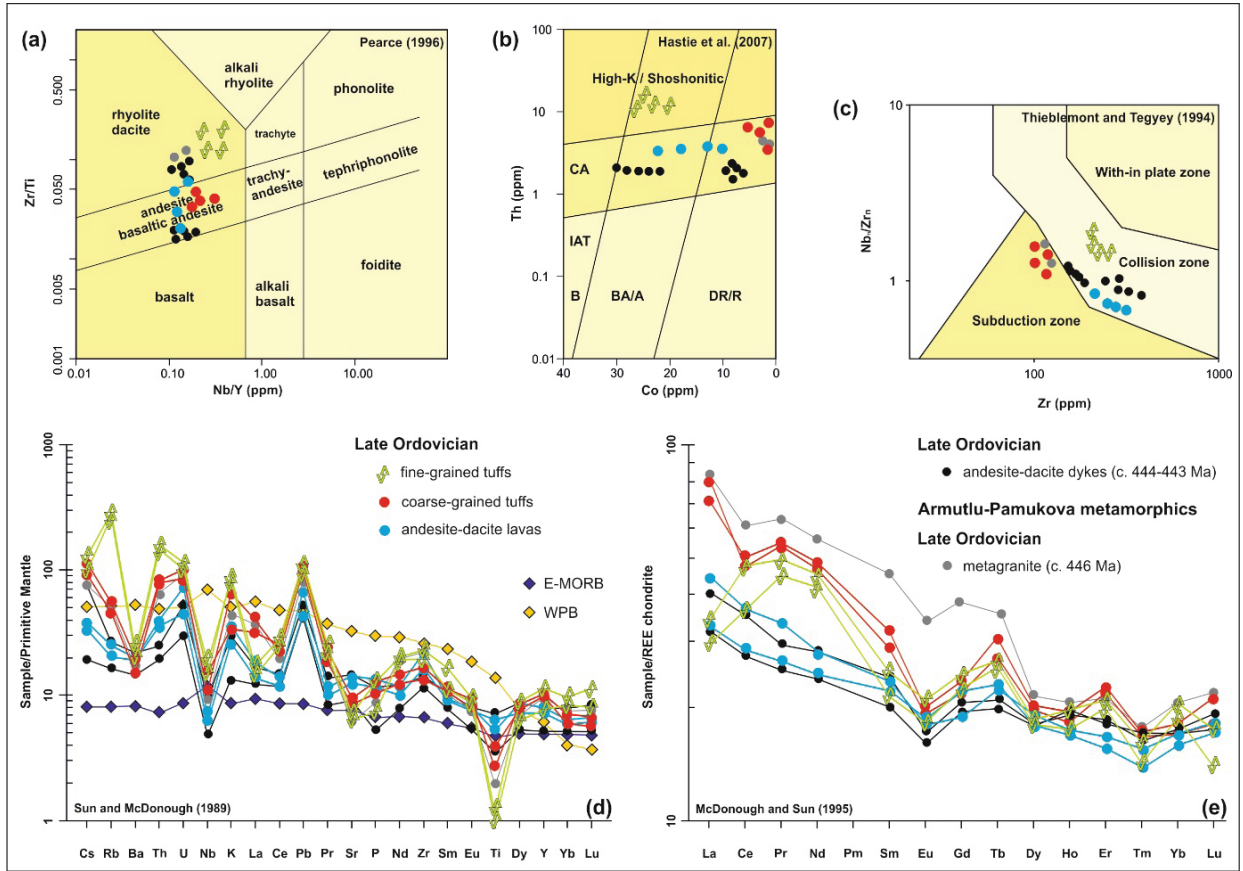 (a)
Pearce (1996)
alkali
rhyolite
phonolite
rhyolite
dacite
trachyte
tephriphonolite
trachy-
andesite
andesite
basaltic andesite
foidite
basalt
alkali
basalt
Zr/Ti
0.500
0.050
0.005
0.001
0.01
0.10
1.00
10.00
Nb/Y (ppm)
(b)
Hastie et al. (2007)
High-K / Shoshonitic
CA
IAT
B
BA/A
DR/R
Th (ppm)
100
10
1
0.1
0.01
40
30
20
10
0
Co (ppm)
(c)
Thieblemont and Tegyey (1994)
With-in plate zone
Collision zone
Subduction zone
10
1
100
1000
Zr (ppm)
Late Ordovician
fine-grained tuffs
coarse-grained tuffs
andesite-dacite lavas
E-MORB
WPB
Sample/Primitive Mantle
1000
100
10
1
Sun and McDonough (1989)
(d)
Cs Rb Ba Th U Nb K La Ce Pb Pr Sr P Nd Zr Sm Eu Ti Dy Y Yb Lu
Late Ordovician
andesite-dacite dykes (c. 444-443 Ma)
Armutlu-Pamukova metamorphics
Late Ordovician
metagranite (c. 446 Ma)
Sample/REE chondrite
100
10
McDonough and Sun (1995)
(e)
La Ce Pr Nd Pm Sm Eu Gd Tb Dy Ho Er Tm Yb Lu